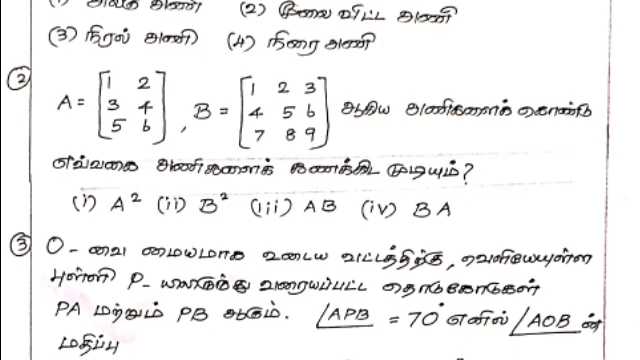 (2) மூலை விட்ட அணி
(3) நிரல் அணி (4) நிரை அணி
② A = [1 2
3 4
5 6], B = [1 2 3
4 5 6
7 8 9] ஆகிய அணிகளைக் கொண்டு
எவ்வகை அணிகளைக் கணக்கிட முடியும்?
(i) A² (ii) B² (iii) AB (iv) BA
③ O - வை மையமாக உடைய வட்டத்திற்கு, வெளியேயுள்ள
புள்ளி P- யிலிருந்து வரையப்பட்ட தொடுகோடுகள்
PA மற்றும் PB ஆகும். ∠APB = 70° எனில் ∠AOB ன்
மதிப்பு